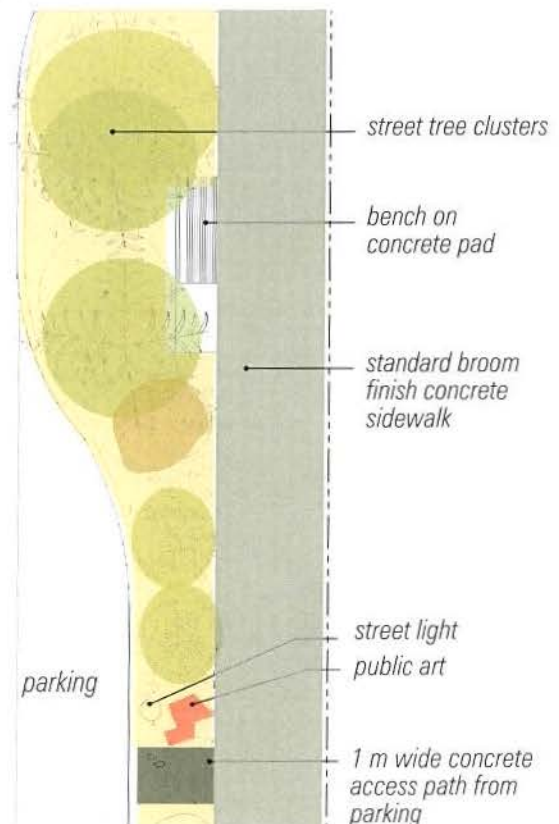 street tree clusters
bench on
concrete pad
standard broom
finish concrete
sidewalk
street light
public art
parking
1 m wide concrete
access path from
parking